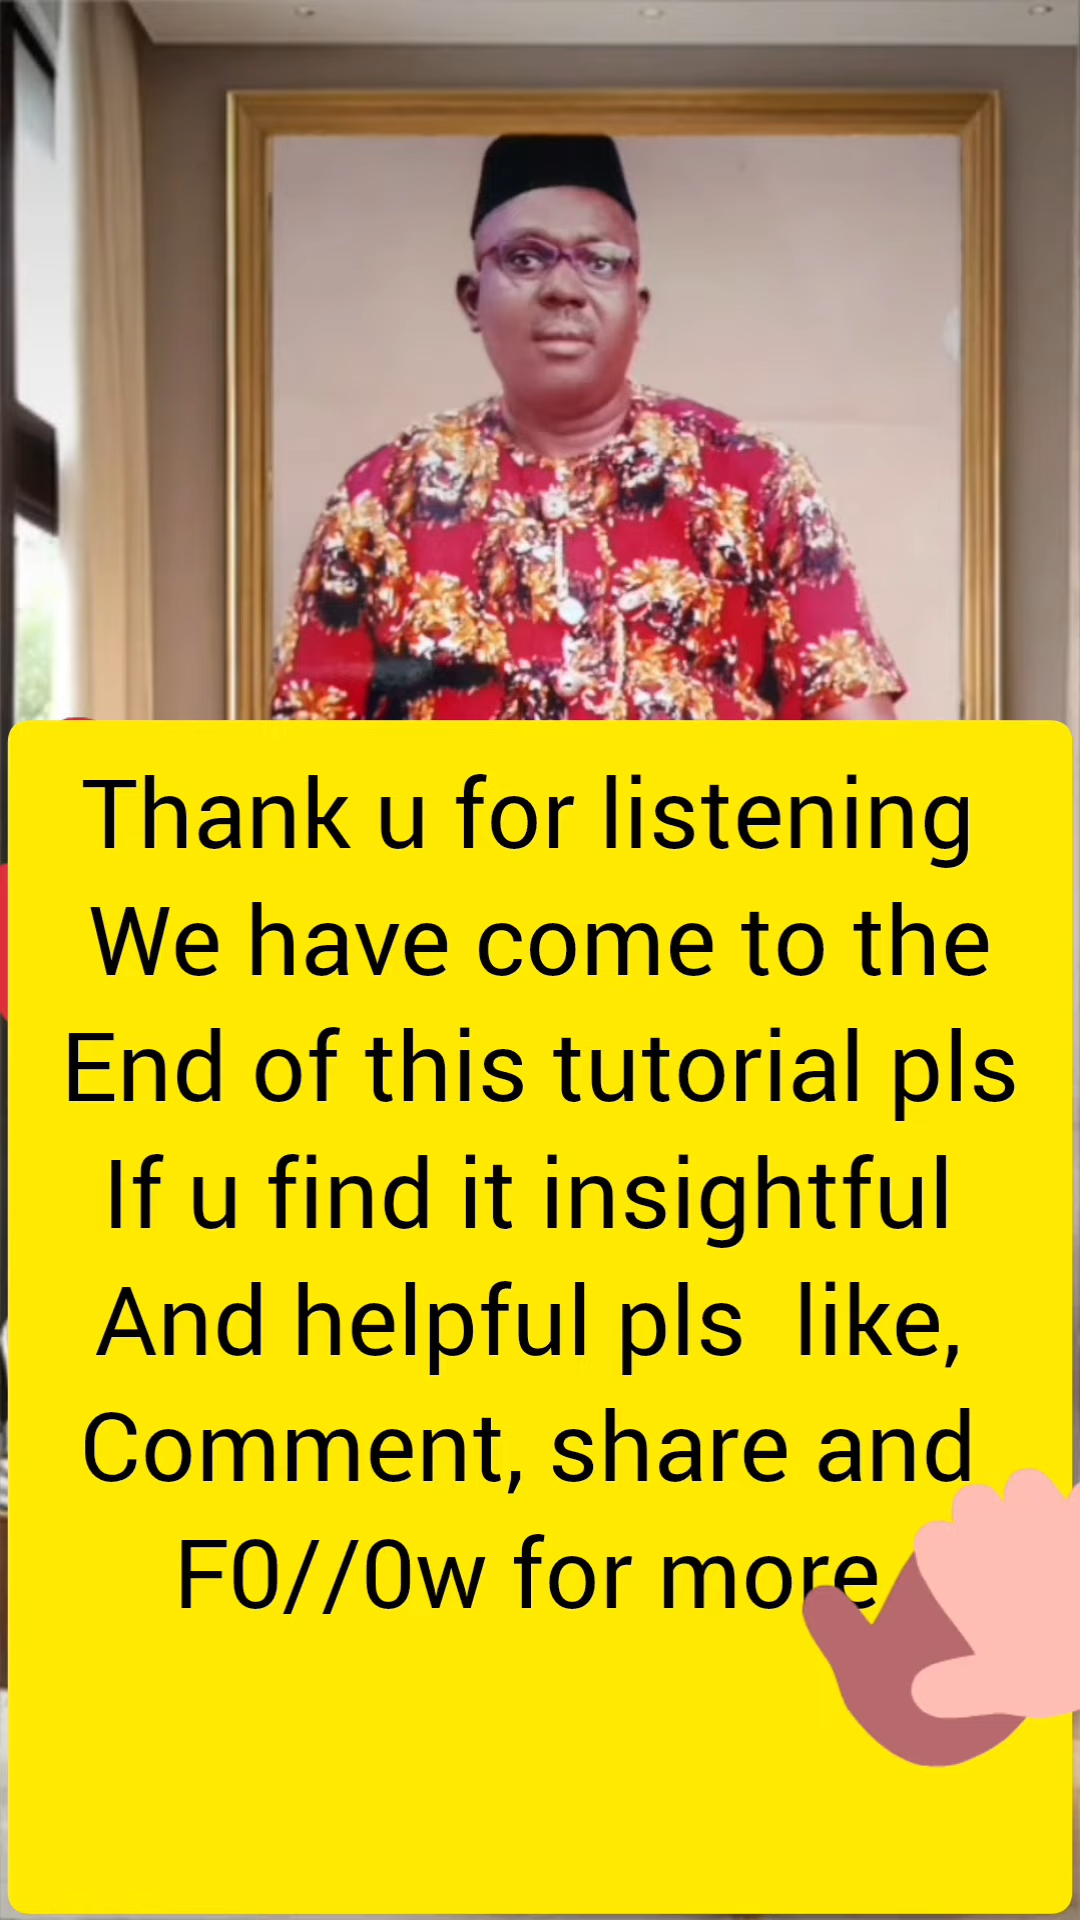 Thank u for listening
We have come to the
End of this tutorial pls
If u find it insightful
And helpful pls  like,
Comment, share and
F0//0w for more